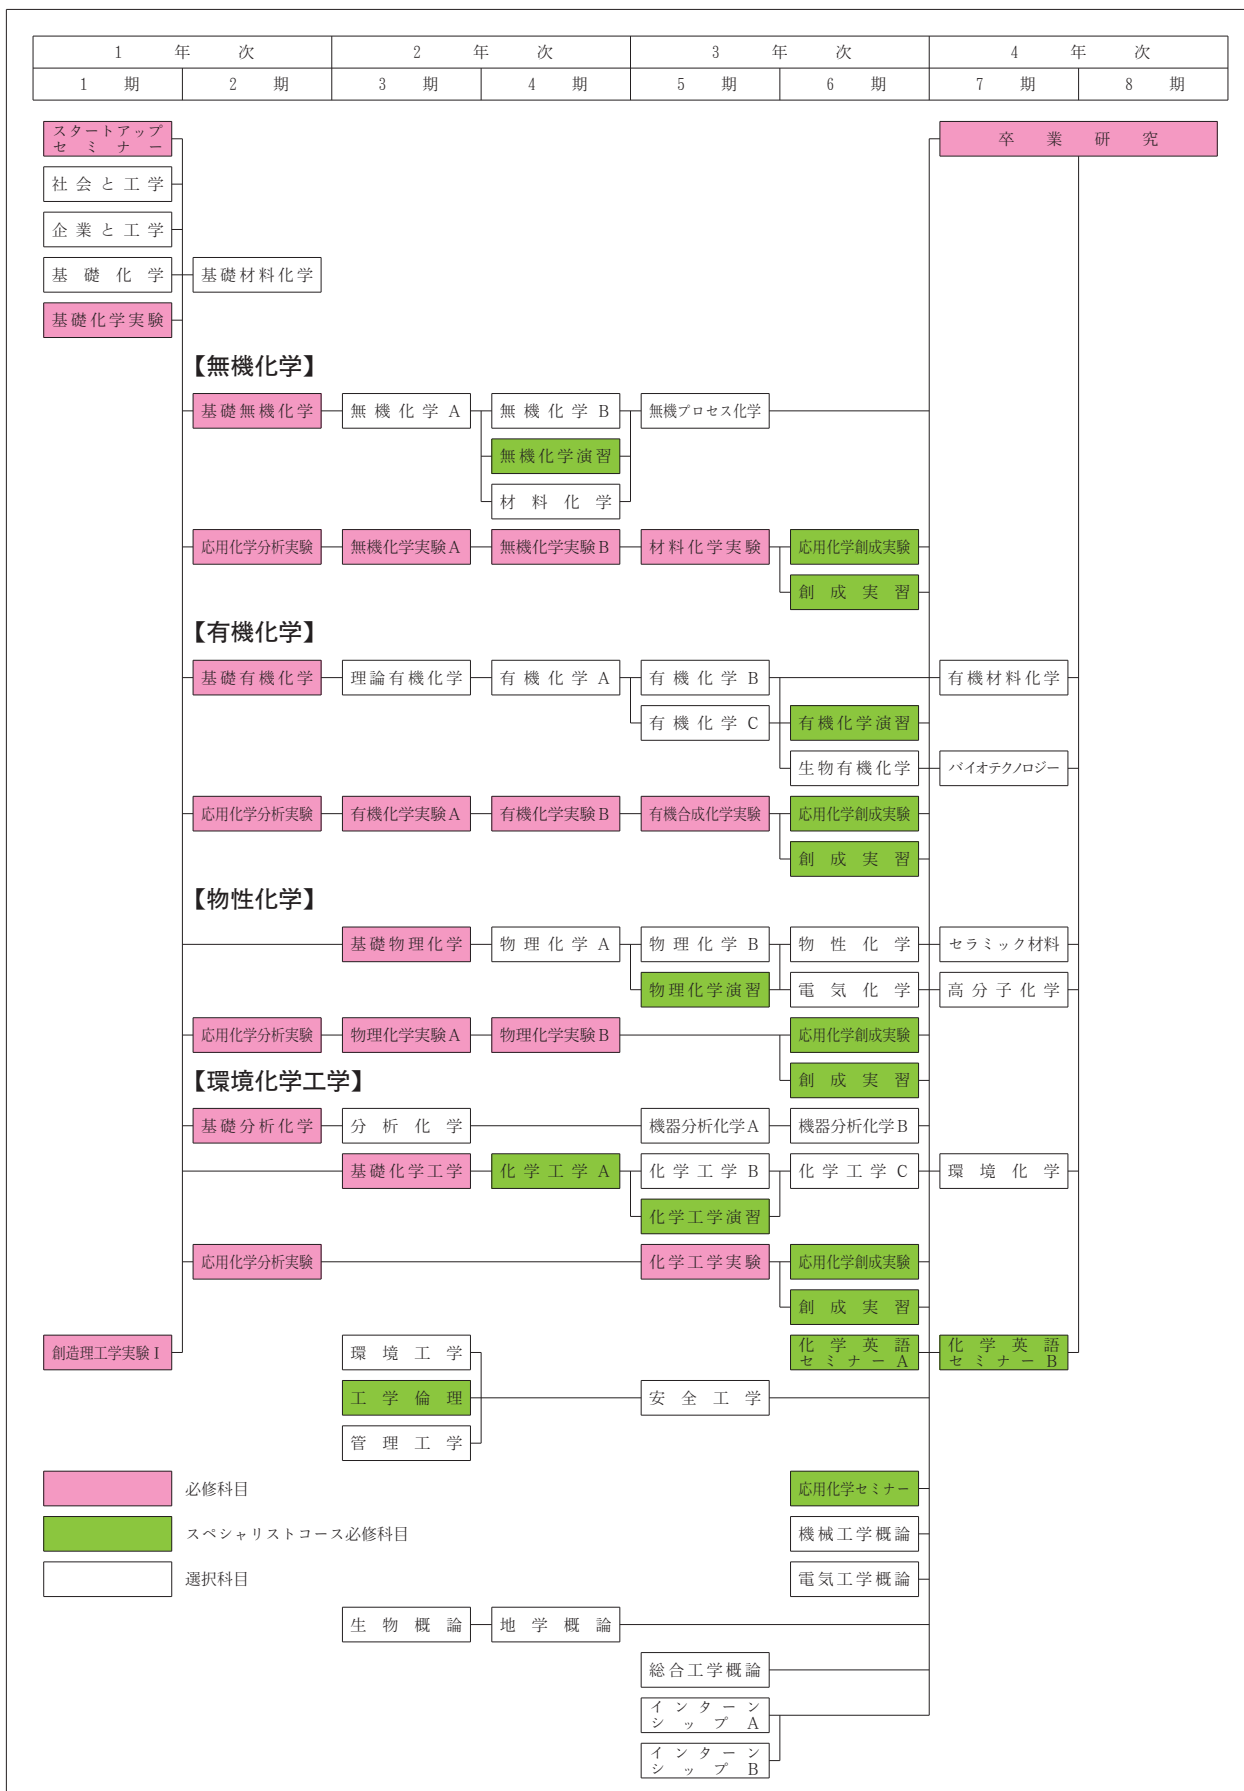 1年次 2年次 3年次 4年次
1期 2期 3期 4期 5期 6期 7期 8期
スタートアップ
セミナー
卒業研究
社会と工学
企業と工学
基礎化学 基礎材料化学
基礎化学実験
【無機化学】
基礎無機化学 無機化学A 無機化学B 無機プロセス化学
無機化学演習
材料化学
応用化学分析実験 無機化学実験A 無機化学実験B 材料化学実験 応用化学創成実験
創成実習
【有機化学】
基礎有機化学 理論有機化学 有機化学A 有機化学B 有機材料化学
有機化学C 有機化学演習
生物有機化学 バイオテクノロジー
応用化学分析実験 有機化学実験A 有機化学実験B 有機合成化学実験 応用化学創成実験
創成実習
【物性化学】
基礎物理化学 物理化学A 物理化学B 物性化学 セラミック材料
物理化学演習 電気化学 高分子化学
応用化学分析実験 物理化学実験A 物理化学実験B 応用化学創成実験
創成実習
【環境化学工学】
基礎分析化学 分析化学 機器分析化学A 機器分析化学B
基礎化学工学 化学工学A 化学工学B 化学工学C 環境化学
化学工学演習
応用化学分析実験 化学工学実験 応用化学創成実験
創成実習
創造理工学実験I 環境工学
化学英語
セミナーA
化学英語
セミナーB
工学倫理 安全工学
管理工学
必修科目 応用化学セミナー
スペシャリストコース必修科目 機械工学概論
選択科目 電気工学概論
生物概論 地学概論
総合工学概論
インターン
シップA
インターン
シップB